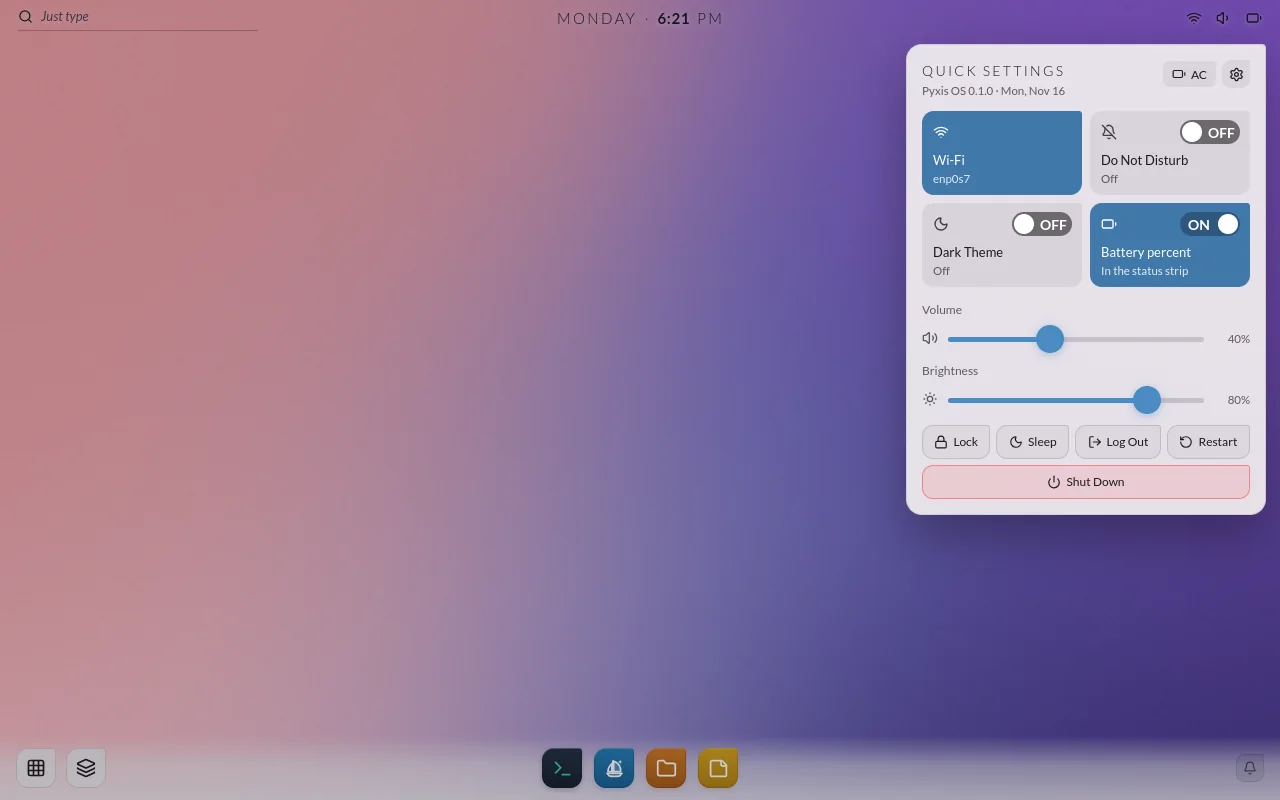 Just type
MONDAY · 6:21 PM
QUICK SETTINGS
Pyxis OS 0.1.0 · Mon, Nov 16
AC
Wi-Fi
enp0s7
OFF
Do Not Disturb
Off
OFF
Dark Theme
Off
ON
Battery percent
In the status strip
Volume
40%
Brightness
80%
Lock
Sleep
Log Out
Restart
Shut Down